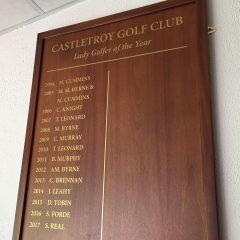 CASTLETROY GOLF CLUB
Lady Golfer of the Year
2004 M. CUMMINS
2005 M. M. BYRNE &
M. CUMMINS
2006 C. KNIGHT
2007 T. LEONARD
2008 M. BYRNE
2009 C. MURRAY
2010 T. LEONARD
2011 B. MURPHY
2012 AM. BYRNE
2013 C. BRENNAN
2014 J. LEAHY
2015 D. TOBIN
2016 S. FORDE
2017 S. REAL